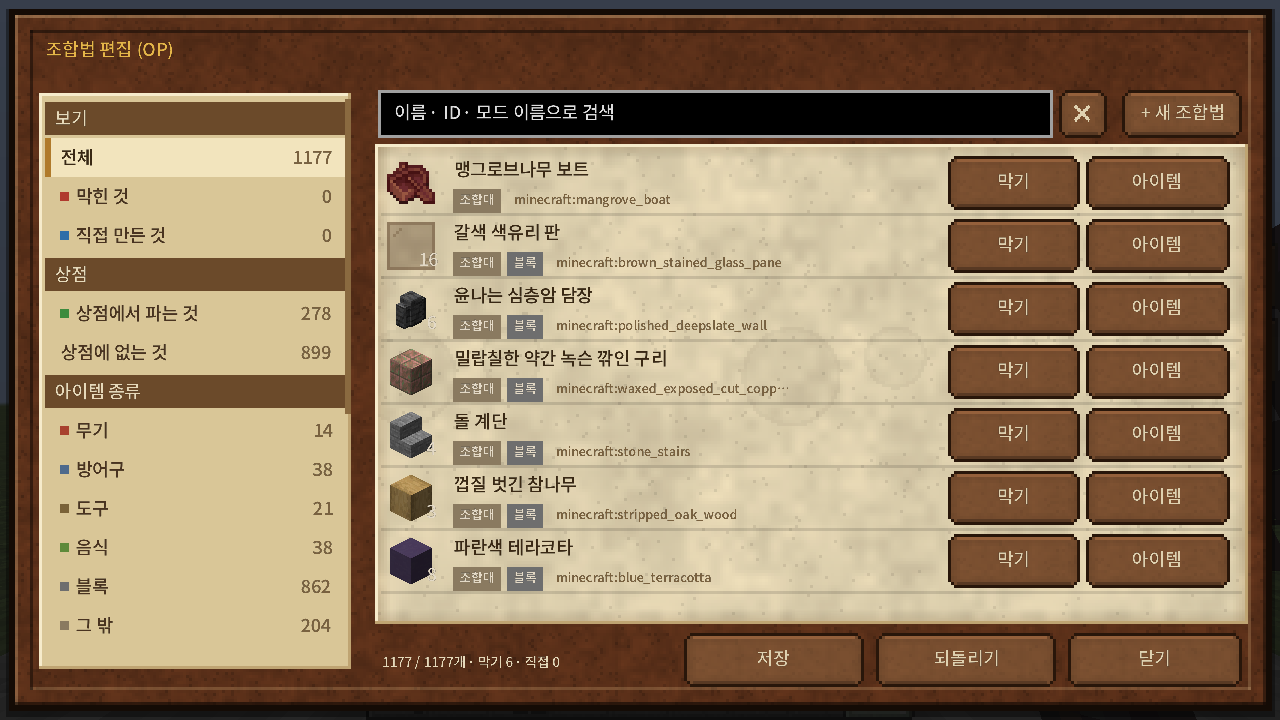 조합법 편집 (OP)
보기
전체 1177
막힌 것 0
직접 만든 것 0
상점
상점에서 파는 것 278
상점에 없는 것 899
아이템 종류
무기 14
방어구 38
도구 21
음식 38
블록 862
그 밖 204
이름 · ID · 모드 이름으로 검색
+ 새 조합법
맹그로브나무 보트
조합대 minecraft:mangrove_boat
막기 아이템
16
갈색 색유리 판
조합대 블록 minecraft:brown_stained_glass_pane
막기 아이템
윤나는 심층암 담장
조합대 블록 minecraft:polished_deepslate_wall
막기 아이템
밀랍칠한 약간 녹슨 깎인 구리
조합대 블록 minecraft:waxed_exposed_cut_copp···
막기 아이템
돌 계단
조합대 블록 minecraft:stone_stairs
막기 아이템
껍질 벗긴 참나무
조합대 블록 minecraft:stripped_oak_wood
막기 아이템
파란색 테라코타
조합대 블록 minecraft:blue_terracotta
막기 아이템
1177 / 1177개 · 막기 6 · 직접 0
저장
되돌리기
닫기